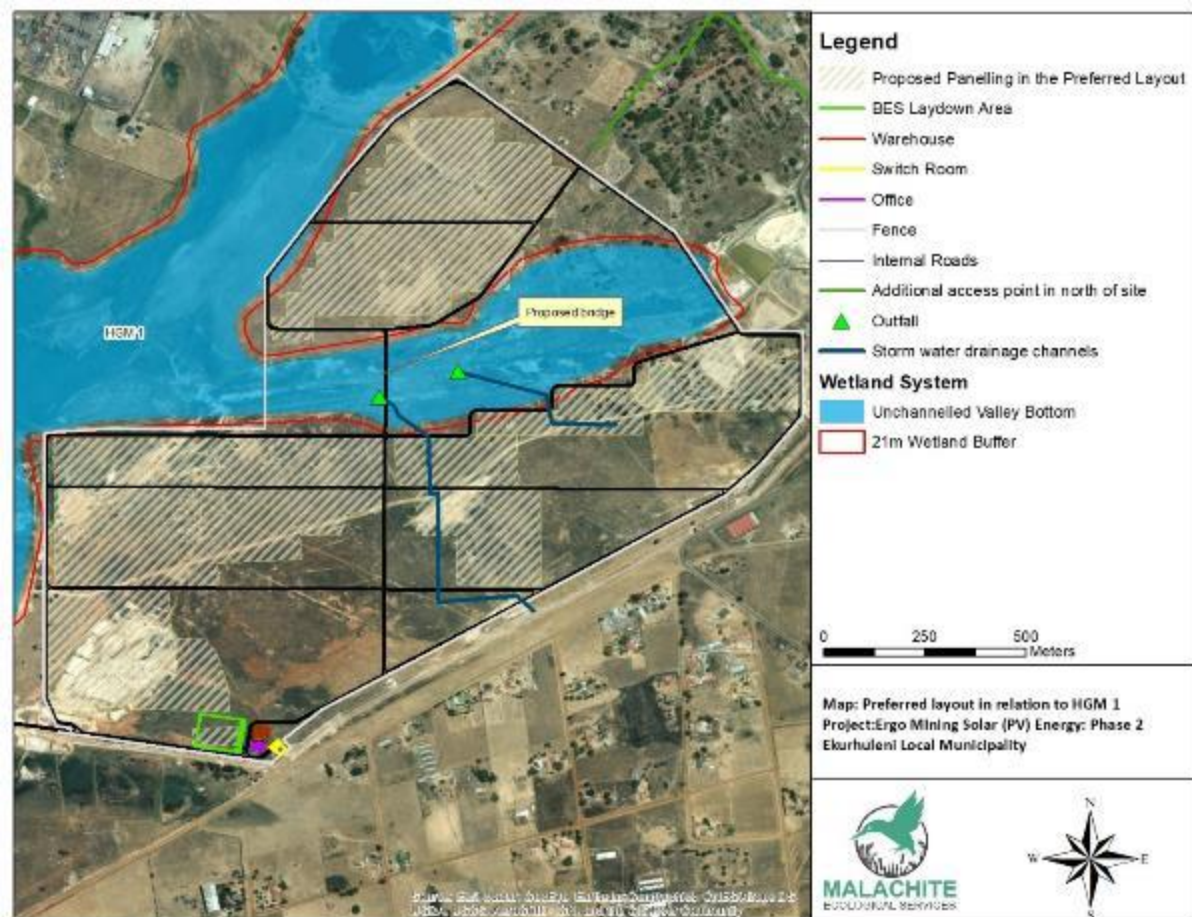 HGM 1
Proposed bridge
Legend
Proposed Panelling in the Preferred Layout
BES Laydown Area
Warehouse
Switch Room
Office
Fence
Internal Roads
Additional access point in north of site
Outfall
Storm water drainage channels
Wetland System
Unchannelled Valley Bottom
21m Wetland Buffer
0 250 500
Meters
Map: Preferred layout in relation to HGM 1
Project:Ergo Mining Solar (PV) Energy: Phase 2
Ekurhuleni Local Municipality
MALACHITE
ECOLOGICAL SERVICES
N
W E
S